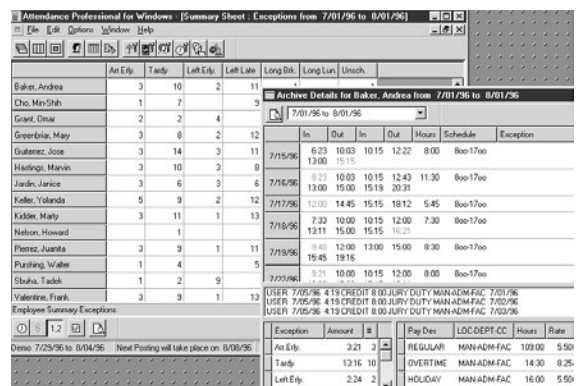 Attendance Professional for Windows - [Summary Sheet : Exceptions from 7/01/96 to 8/01/96]
File Edit Options Window Help
Arr.Erly. Tardy Left Erly. Left Late Long Brk. Long Lun. Unsch.
Baker, Andrea 3 10 2 11
Cho, Min-Shih 1 7 9
Grant, Omar 2 2 4
Greenbriar, Mary 3 8 2 12
Gutierrez, Jose 3 14 3 11
Hastings, Marvin 3 10 3 8
Jardin, Janice 3 6 3 6
Keller, Yolanda 5 9 2 12
Kidder, Marty 3 11 1 13
Nelson, Howard 1
Pierrez, Juanita 3 9 1 11
Purshing, Walter 1 4 5
Sbuha, Tadek 1 2 9
Valentine, Frank 3 9 1 13
Employee Summary Exceptions
1.2
Demo 7/29/96 to 8/04/96 Next Posting will take place on 8/08/96
Archive Details for Baker, Andrea from 7/01/96 to 8/01/96
7/01/96 to 8/01/96
In Out In Out Hours Schedule Exception
7/15/96 6:23 10:03 10:15 12:22 8:00 8oo-17oo
13:00 15:15
7/16/96 8:23 10:03 10:15 12:43 11:30 8oo-17oo
13:00 15:00 15:19 20:31
7/17/96 12:00 14:45 15:15 18:12 5:45 8oo-17oo
7/18/96 7:33 10:00 10:15 12:00 7:30 8oo-17oo
13:11 15:00 15:15 16:21
7/19/96 9:48 12:00 13:00 15:00 8:30 8oo-17oo
15:45 19:16
7/22/96 9:21 10:00 10:15 12:00 8:00 8oo-17oo
USER 7/05/96 4:19 CREDIT 8:00 JURY DUTY MAN-ADM-FAC 7/01/96
USER 7/05/96 4:19 CREDIT 8:00 JURY DUTY MAN-ADM-FAC 7/02/96
USER 7/05/96 4:19 CREDIT 8:00 JURY DUTY MAN-ADM-FAC 7/03/96
Exception Amount #
Arr.Erly. 3:21 3
Tardy 13:16 10
Left Erly. 2:24 2
Pay Des LOC-DEPT-CC Hours Rate
REGULAR MAN-ADM-FAC 109:00 5.50
OVERTIME MAN-ADM-FAC 14:30 8.25
HOLIDAY MAN-ADM-FAC 16:00 5.50